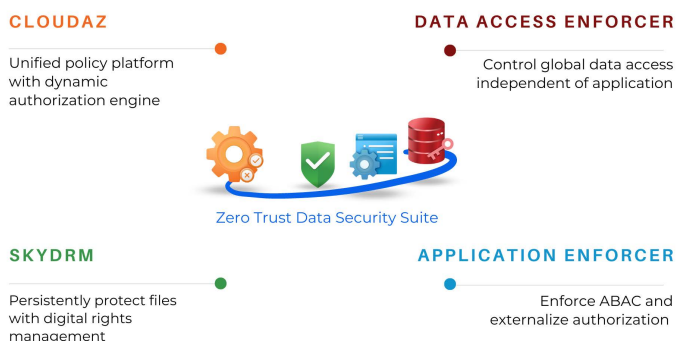 CLOUDAZ
Unified policy platform
with dynamic
authorization engine
DATA ACCESS ENFORCER
Control global data access
independent of application
Zero Trust Data Security Suite
SKYDRM
Persistently protect files
with digital rights
management
APPLICATION ENFORCER
Enforce ABAC and
externalize authorization